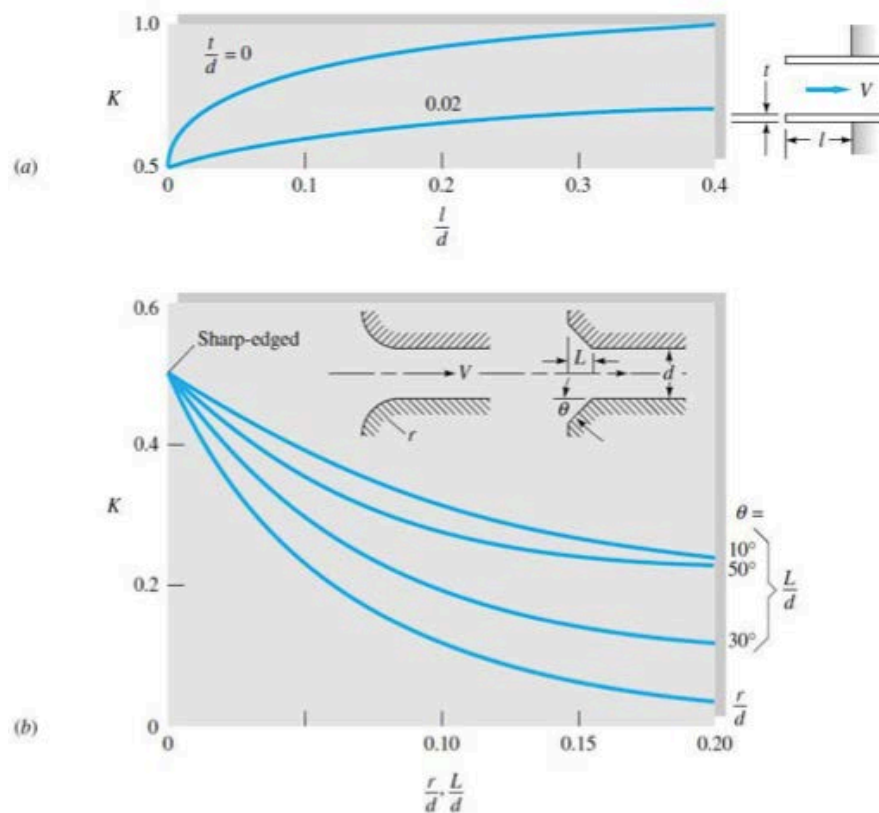 1.0
t/d = 0
K
0.02
0.5
0
0.1
0.2
0.3
0.4
l/d
t
V
l
(a)
0.6
Sharp-edged
V
L
d
θ
r
0.4
K
θ =
10°
50°
L/d
0.2
30°
r/d
(b)
0
0
0.10
0.15
0.20
r/d, L/d